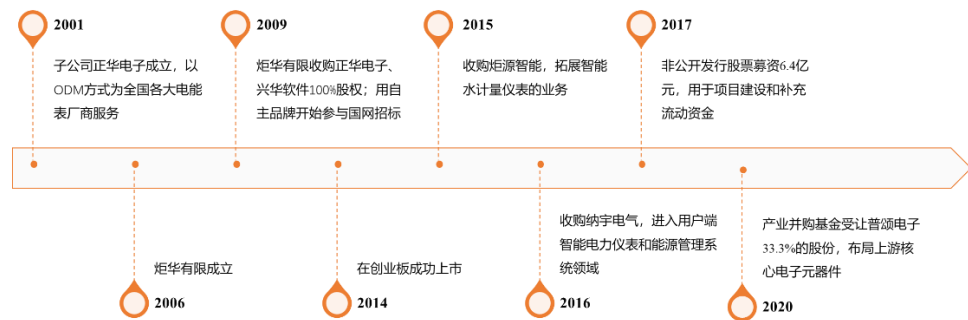 2001
子公司正华电子成立，以
ODM方式为全国各大电能
表厂商服务
2009
炬华有限收购正华电子、
兴华软件100%股权；用自
主品牌开始参与国网招标
2015
收购炬源智能，拓展智能
水计量仪表的业务
2017
非公开发行股票募资6.4亿
元，用于项目建设和补充
流动资金
炬华有限成立
2006
在创业板成功上市
2014
收购纳宇电气，进入用户端
智能电力仪表和能源管理系
统领域
2016
产业并购基金受让普颂电子
33.3%的股份，布局上游核
心电子元器件
2020